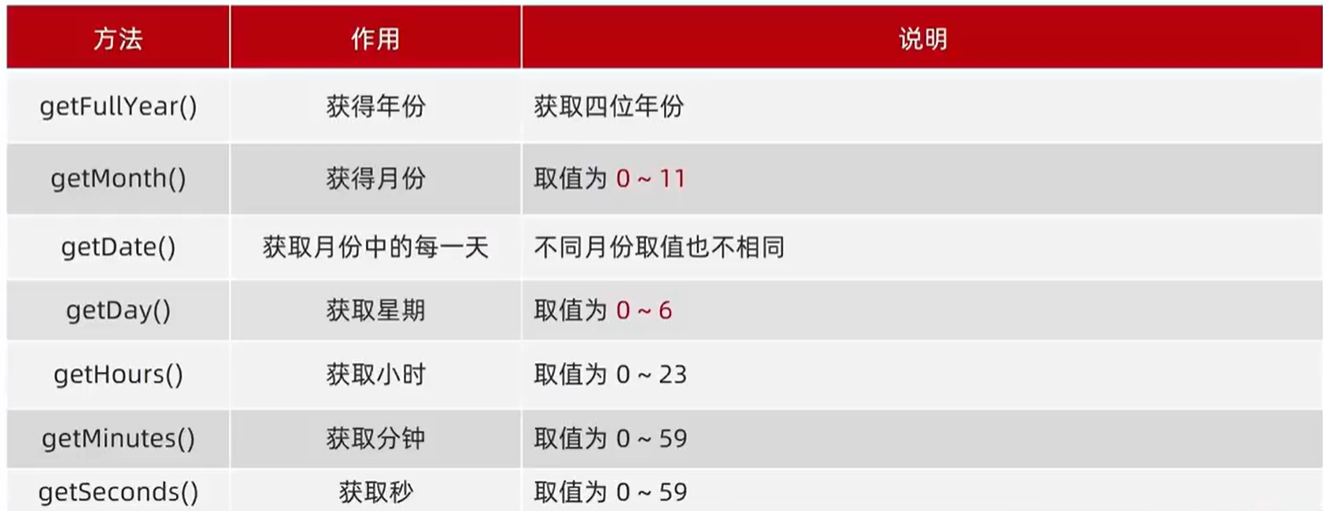 方法 作用 说明
getFullYear() 获得年份 获取四位年份
getMonth() 获得月份 取值为 0 ~ 11
getDate() 获取月份中的每一天 不同月份取值也不相同
getDay() 获取星期 取值为 0 ~ 6
getHours() 获取小时 取值为 0 ~ 23
getMinutes() 获取分钟 取值为 0 ~ 59
getSeconds() 获取秒 取值为 0 ~ 59